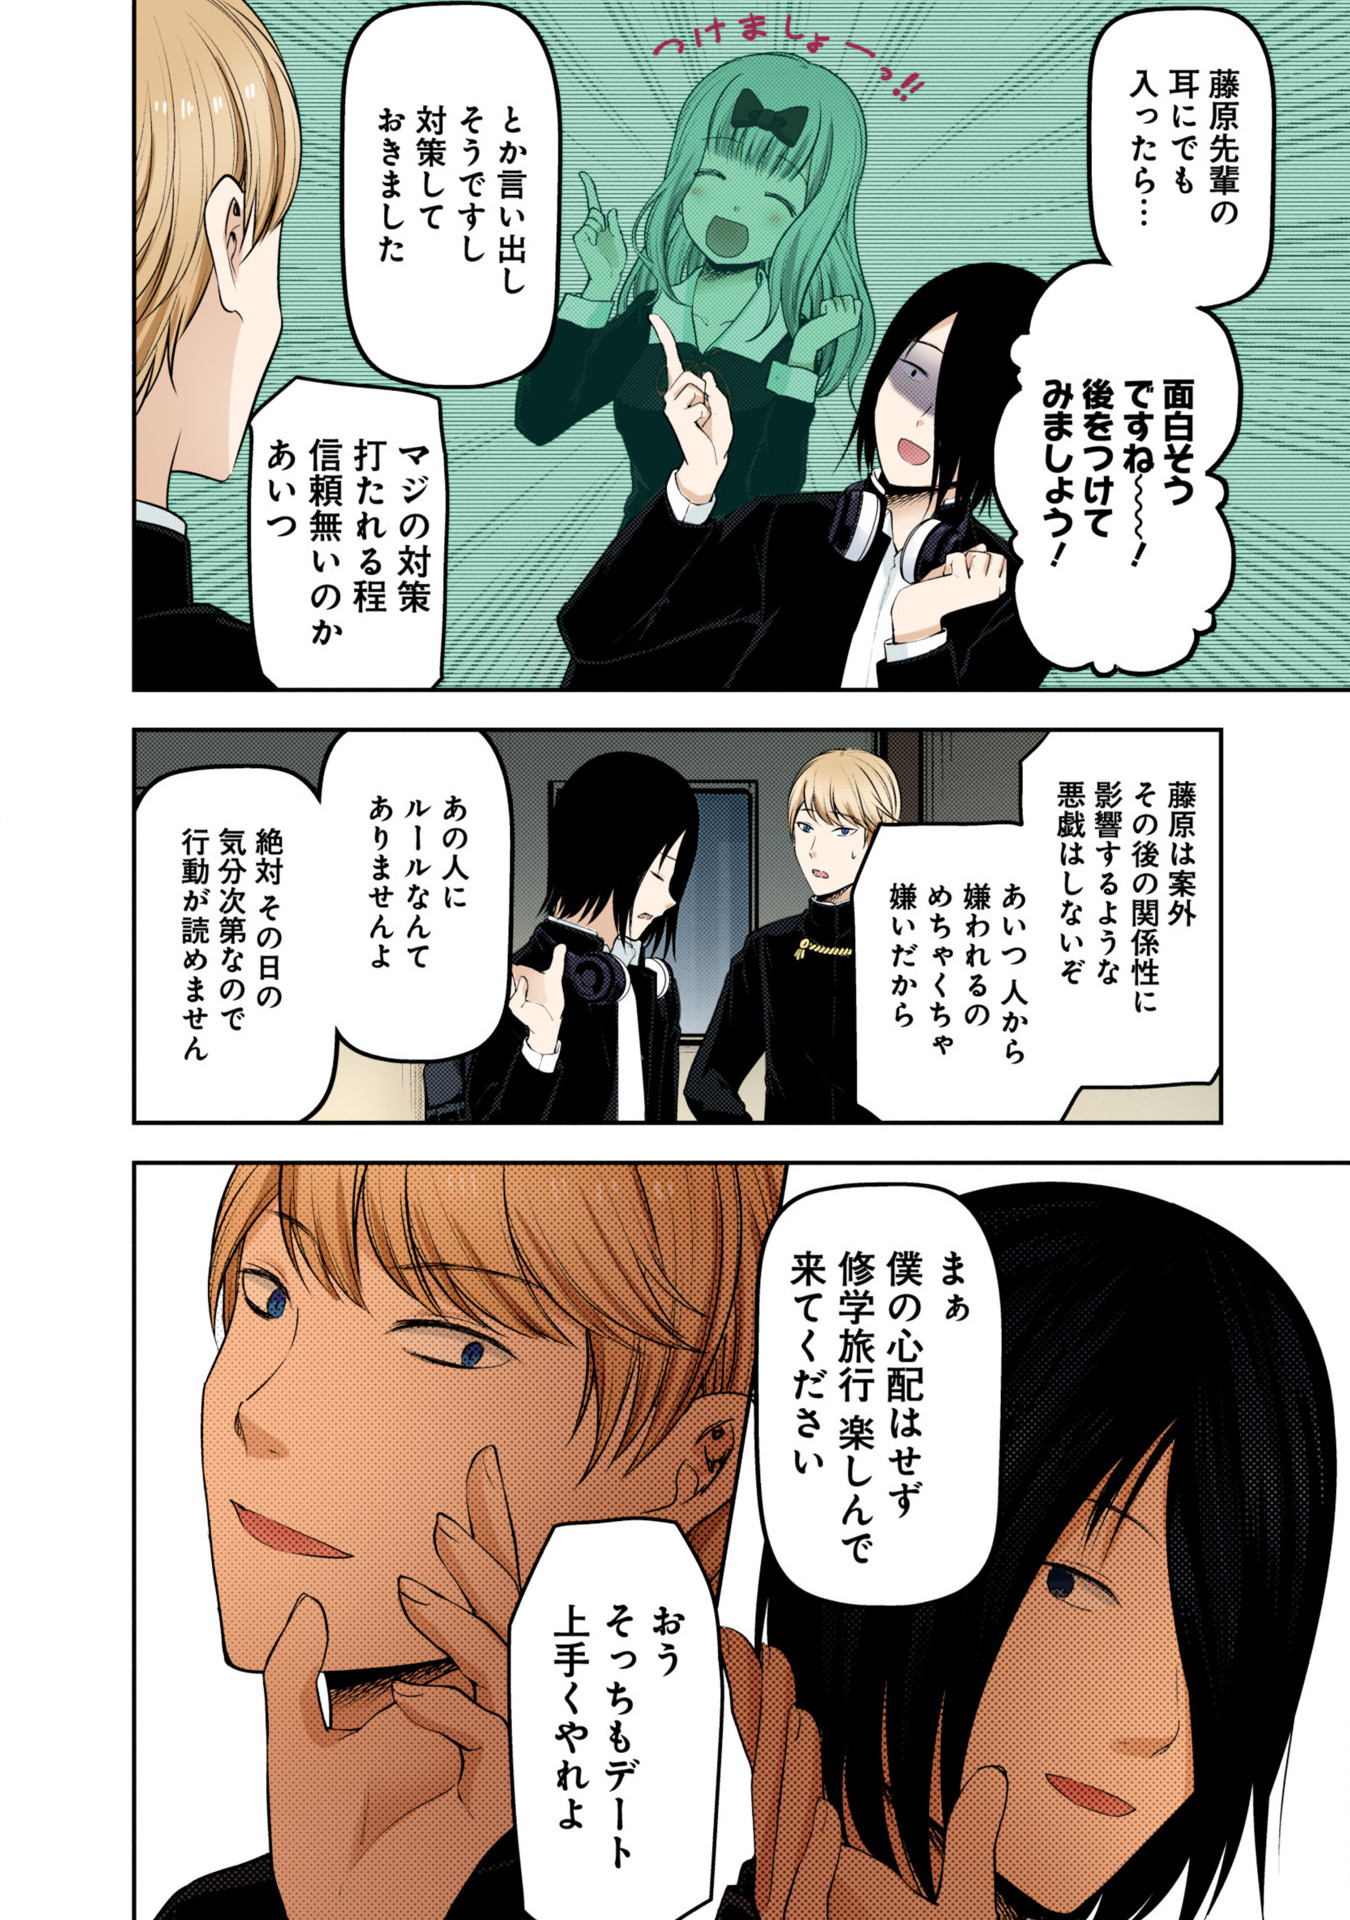 藤原先輩の
耳にでも
入ったら…
面白そう
ですね~~~!
後をつけて
みましょう!
つけましょーっ!!
とか言い出し
そうですし
対策して
おきました
マジの対策
打たれる程
信頼無いのか
あいつ
藤原は案外
その後の関係性に
影響するような
悪戯はしないぞ
あいつ人から
嫌われるの
めちゃくちゃ
嫌いだから
あの人に
ルールなんて
ありませんよ
絶対その日の
気分次第なので
行動が読めません
まぁ
僕の心配はせず
修学旅行楽しんで
来てください
おう
そっちもデート
上手くやれよ